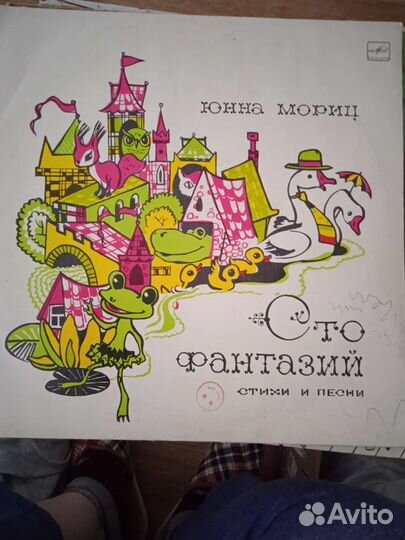 ЮННА МОРИЦ
Сто
фантазий
стихи и песни
Avito